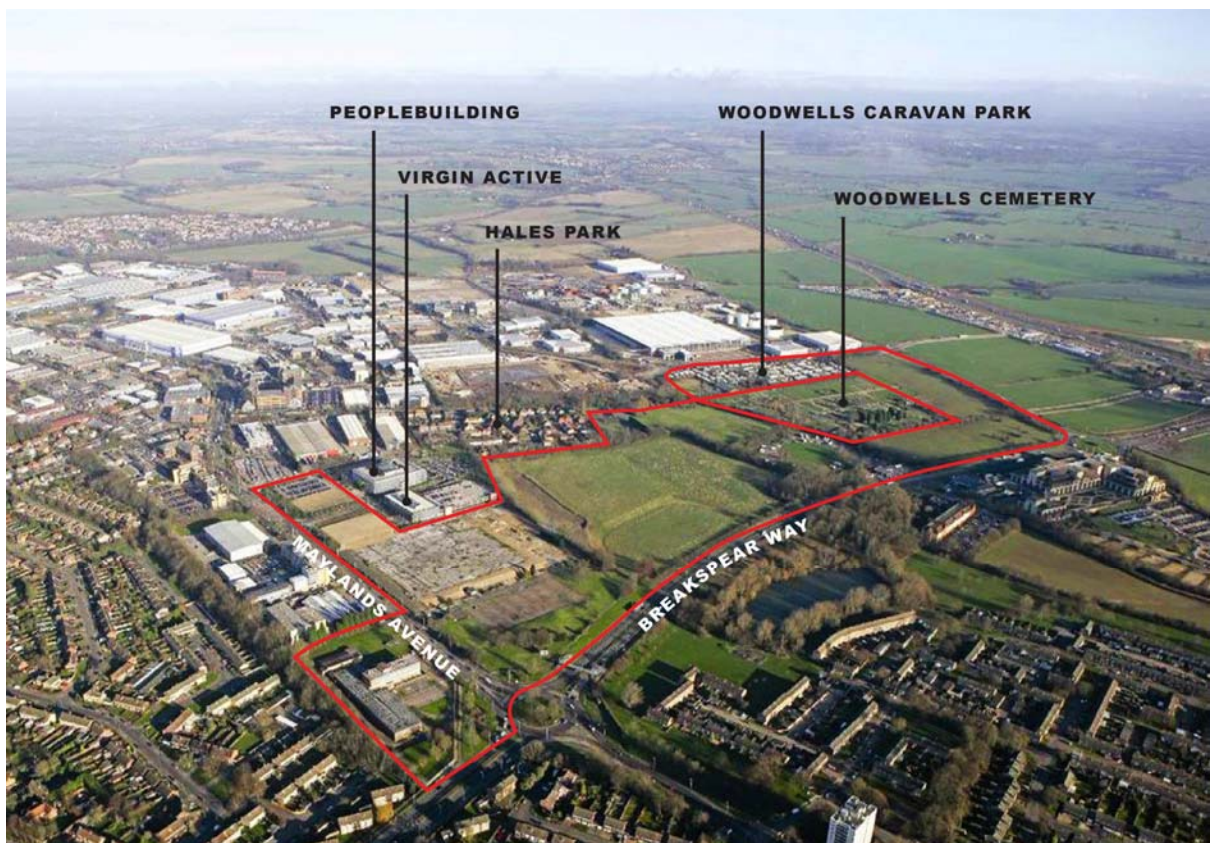 PEOPLEBUILDING
WOODWELLS CARAVAN PARK
VIRGIN ACTIVE
WOODWELLS CEMETERY
HALES PARK
MAYLANDS AVENUE
BREAKSPEAR WAY